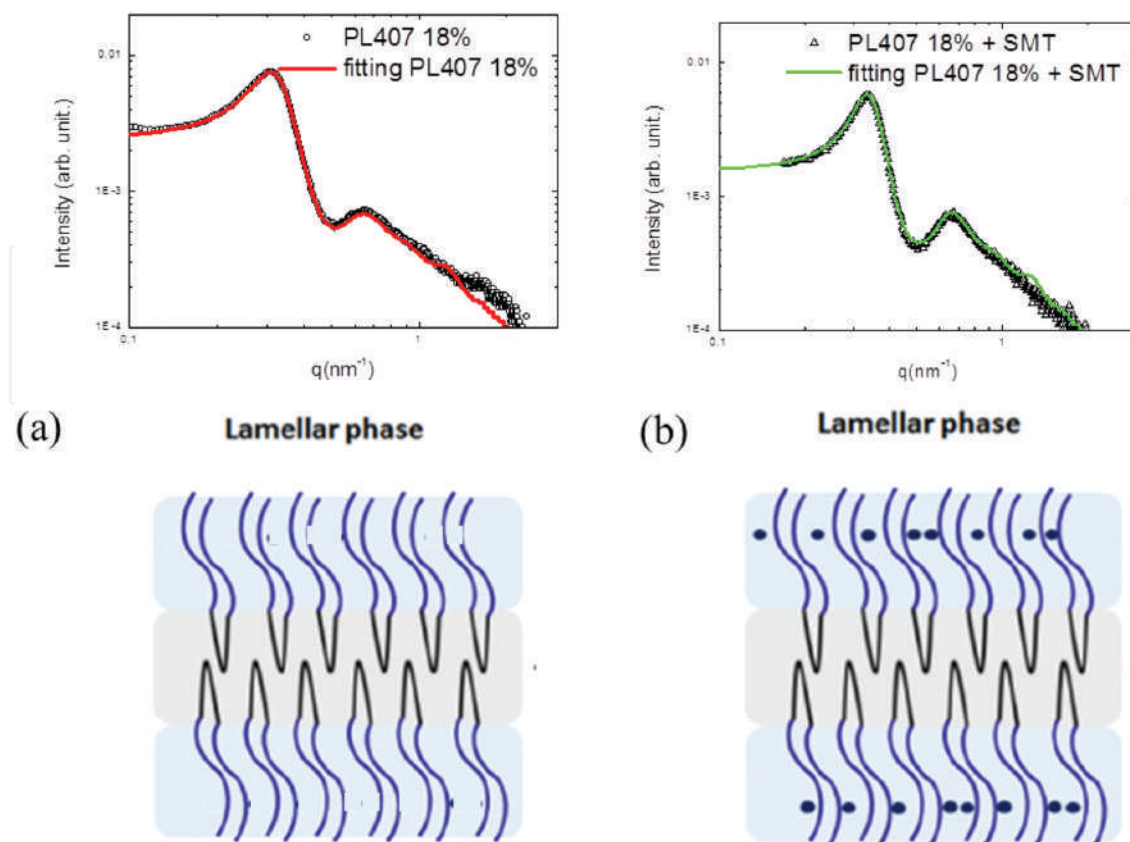 PL407 18%
fitting PL407 18%
0.01
1E-3
1E-4
Intensity (arb. unit.)
0.1
1
q(nm⁻¹)
PL407 18% + SMT
fitting PL407 18% + SMT
0.01
1E-3
1E-4
Intensity (arb. unit.)
0.1
1
q(nm⁻¹)
(a)
Lamellar phase
(b)
Lamellar phase